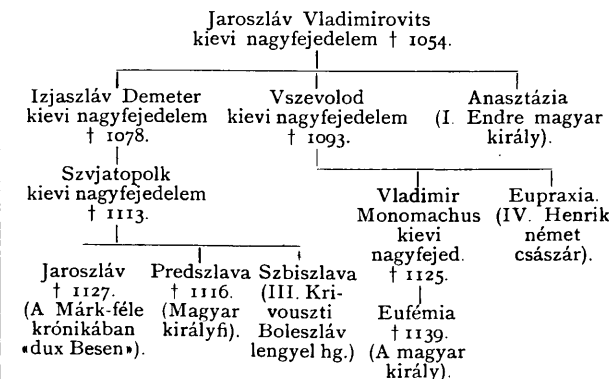 Jaroszláv Vladimirovits
kievi nagyfejedelem † 1054.
Izjaszláv Demeter
kievi nagyfejedelem
† 1078.
Vszevolod
kievi nagyfejedelem
† 1093.
Anasztázia
(I. Endre magyar
király).
Szvjatopolk
kievi nagyfejedelem
† 1113.
Vladimir
Monomachus
kievi
nagyfejed.
† 1125.
Eupraxia.
(IV. Henrik
német
császár).
Jaroszláv
† 1127.
(A Márk-féle
krónikában
«dux Besen»).
Predszlava
† 1116.
(Magyar
királyfi).
Szbiszlava
(III. Kri-
vouszti
Boleszláv
lengyel hg.)
Eufémia
† 1139.
(A magyar
király).